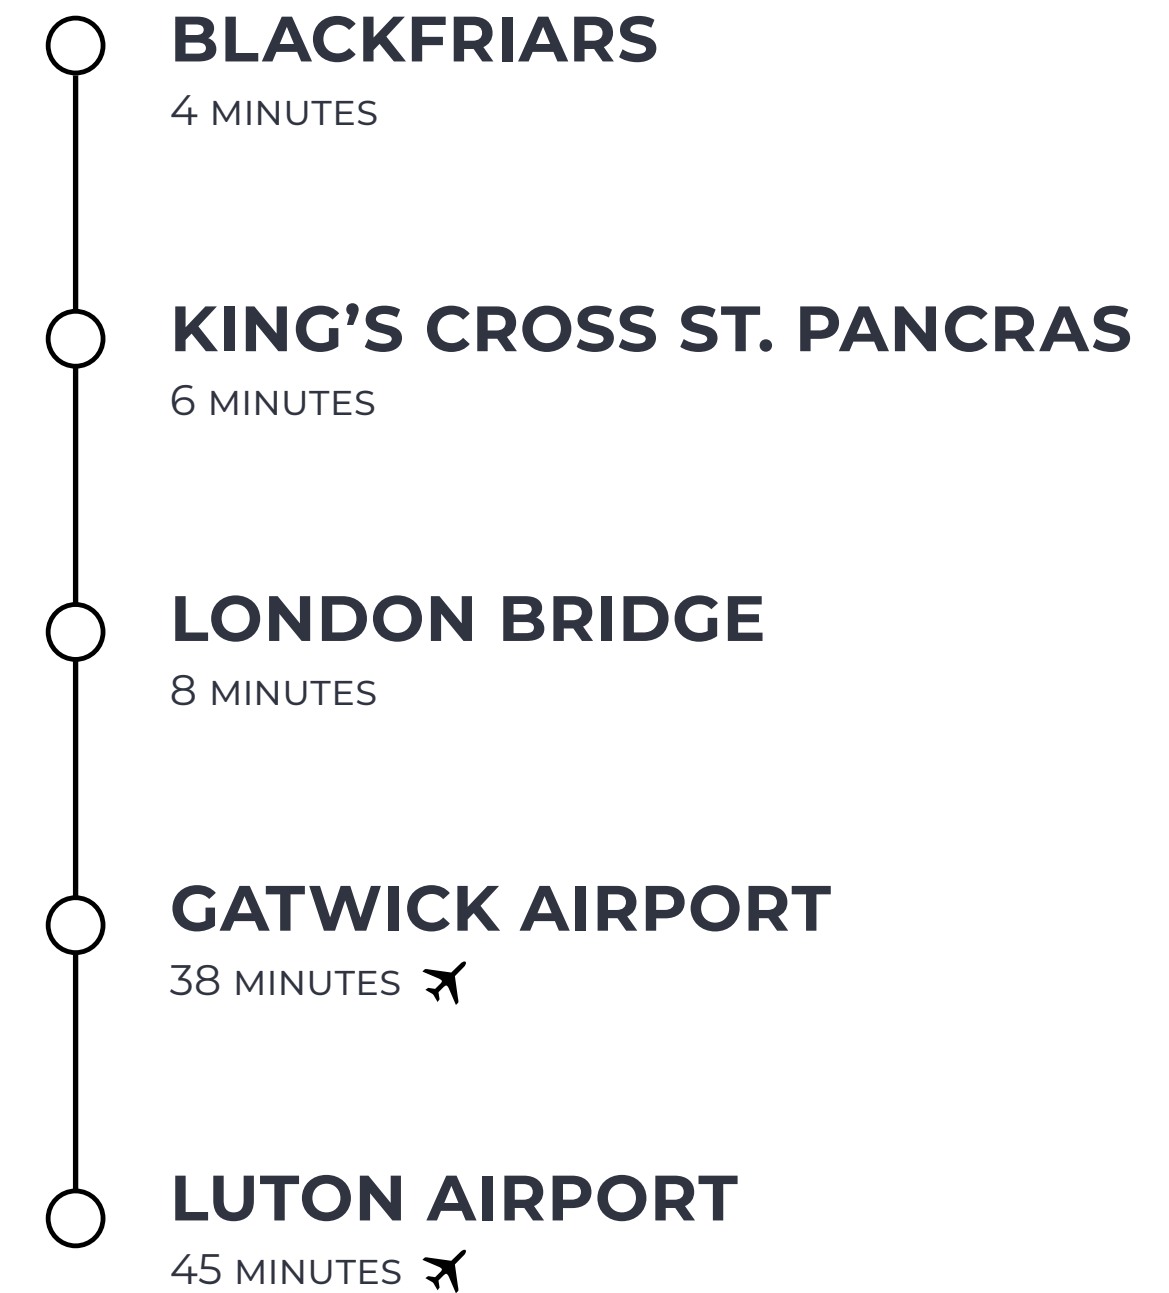 BLACKFRIARS
4 MINUTES
KING’S CROSS ST. PANCRAS
6 MINUTES
LONDON BRIDGE
8 MINUTES
GATWICK AIRPORT
38 MINUTES
LUTON AIRPORT
45 MINUTES